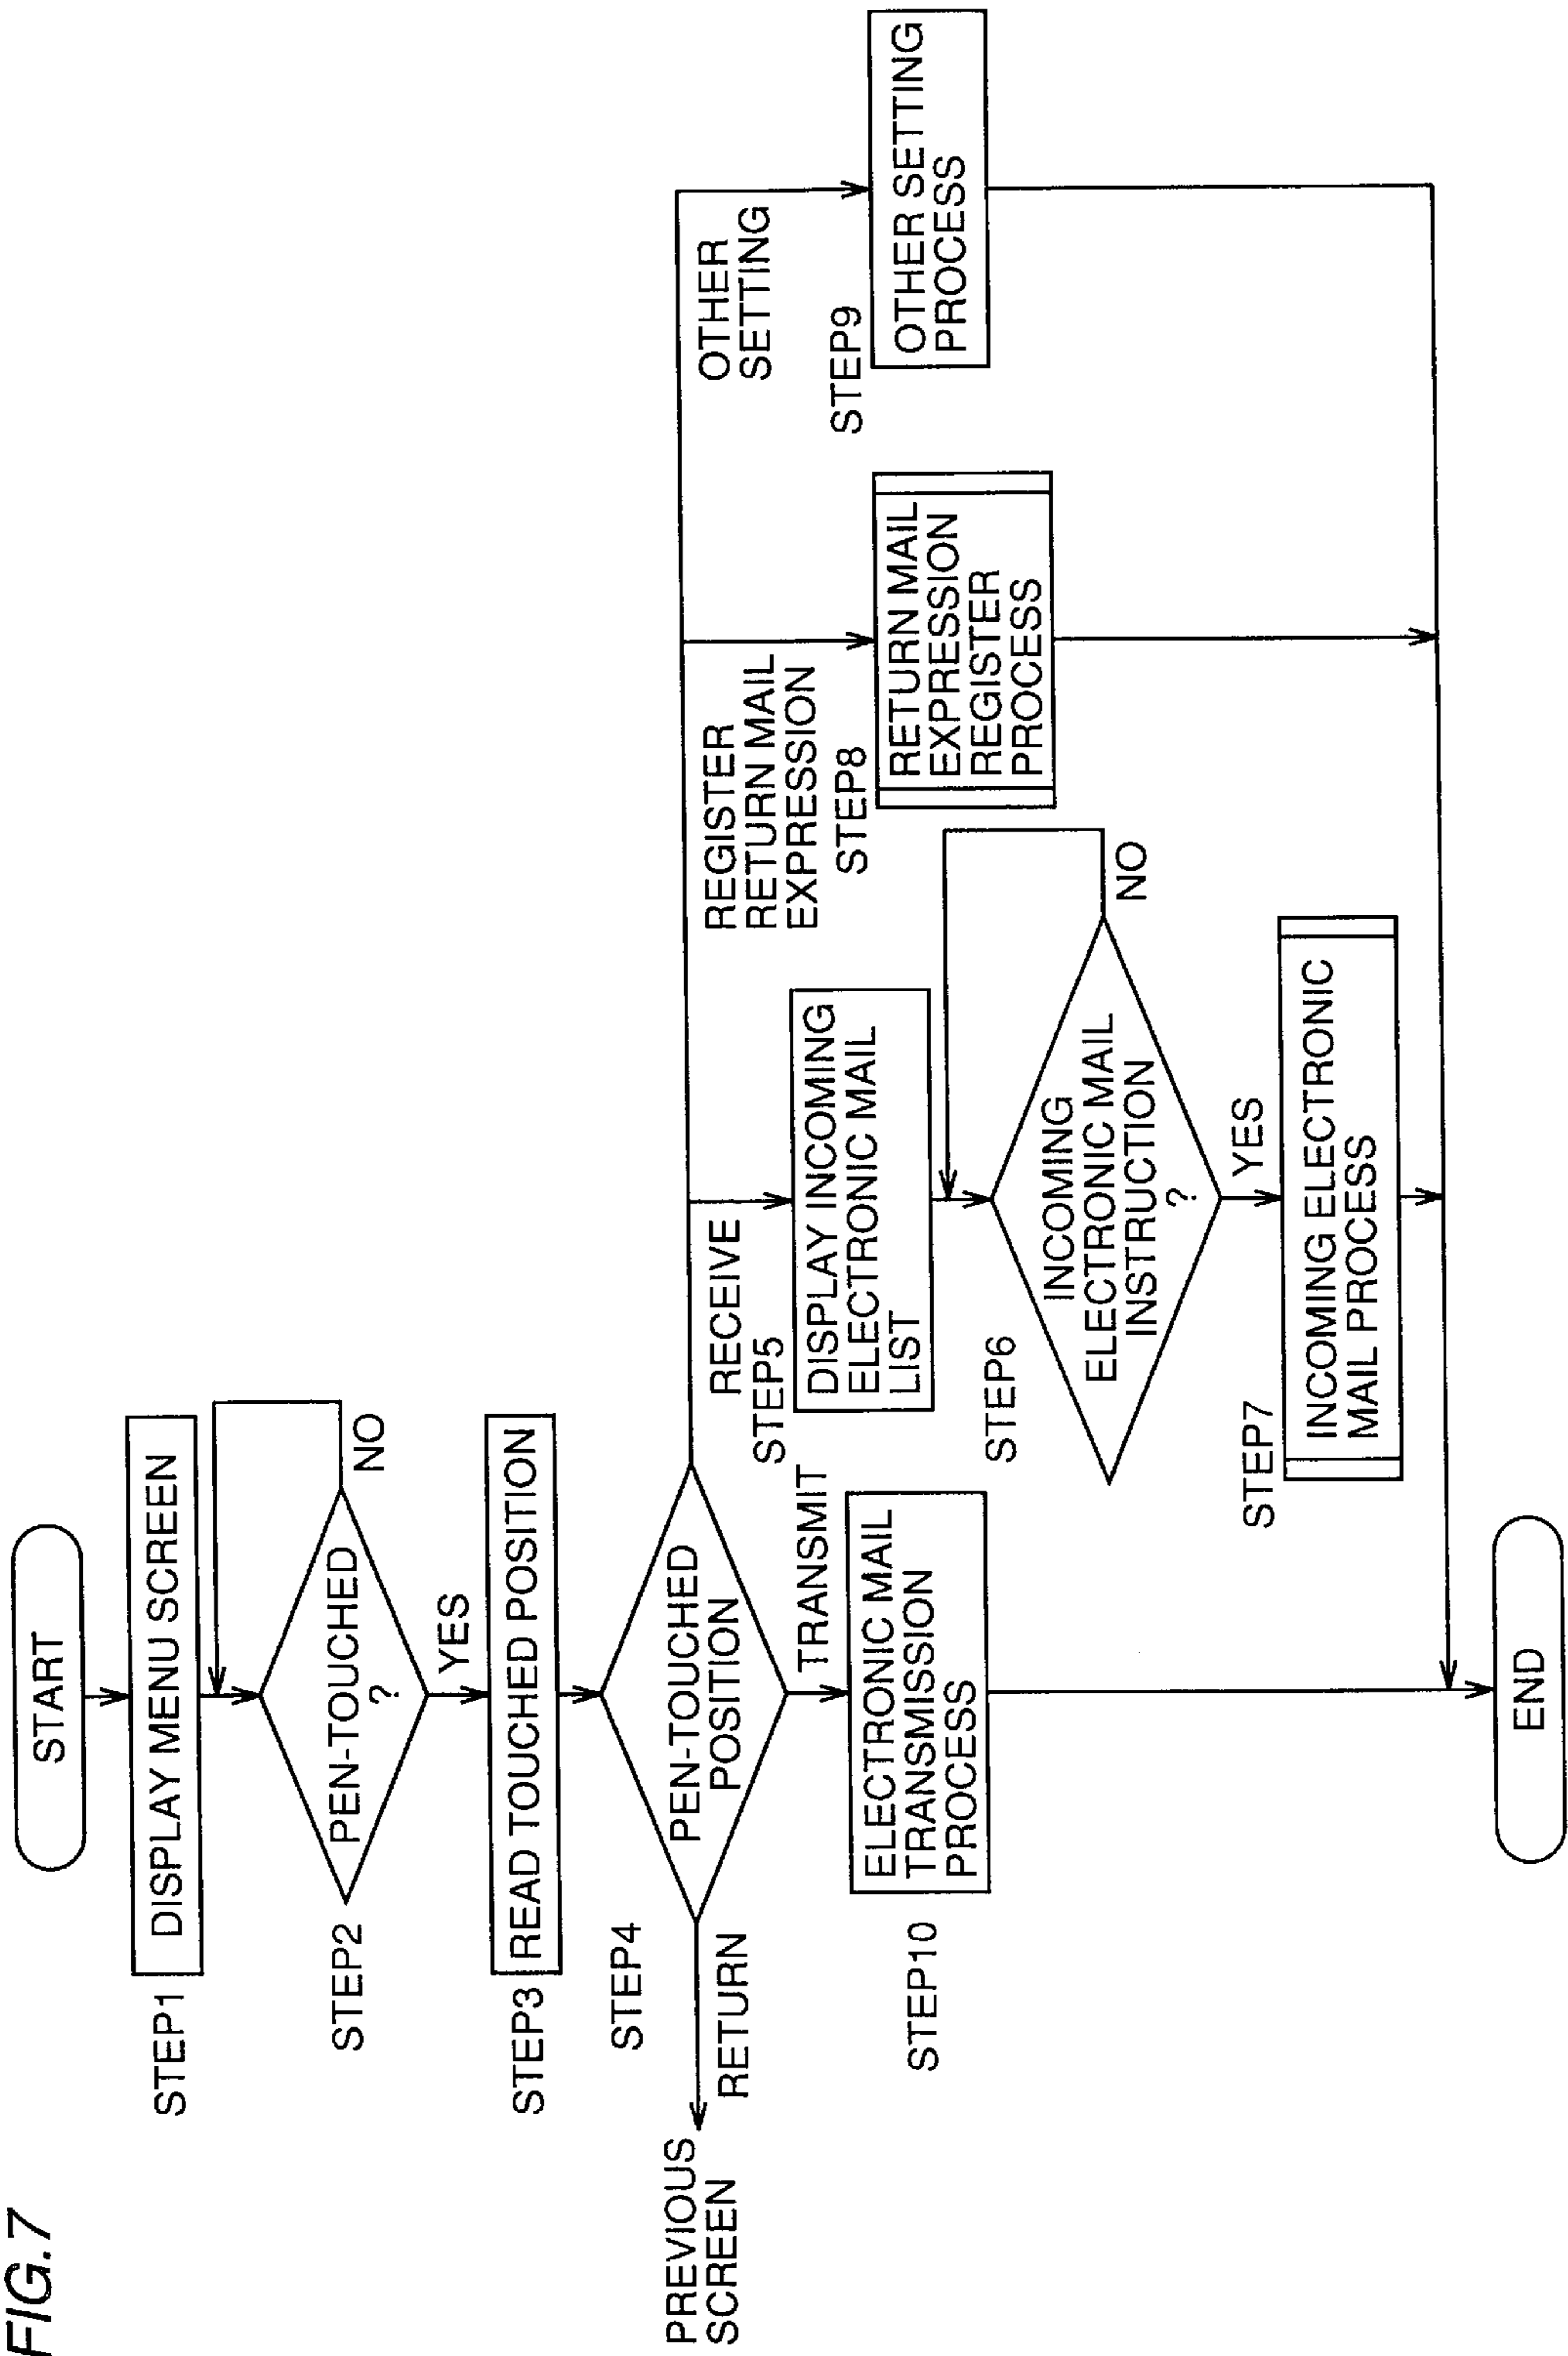 FIG.7
START
STEP1
DISPLAY MENU SCREEN
STEP2
PEN-TOUCHED
?
NO
YES
STEP3
READ TOUCHED POSITION
STEP4
PEN-TOUCHED
POSITION
PREVIOUS
SCREEN
RETURN
TRANSMIT
STEP10
ELECTRONIC MAIL
TRANSMISSION
PROCESS
RECEIVE
STEP5
DISPLAY INCOMING
ELECTRONIC MAIL
LIST
STEP6
INCOMING
ELECTRONIC MAIL
INSTRUCTION
?
NO
YES
STEP7
INCOMING ELECTRONIC
MAIL PROCESS
REGISTER
RETURN MAIL
EXPRESSION
STEP8
RETURN MAIL
EXPRESSION
REGISTER
PROCESS
OTHER
SETTING
STEP9
OTHER SETTING
PROCESS
END